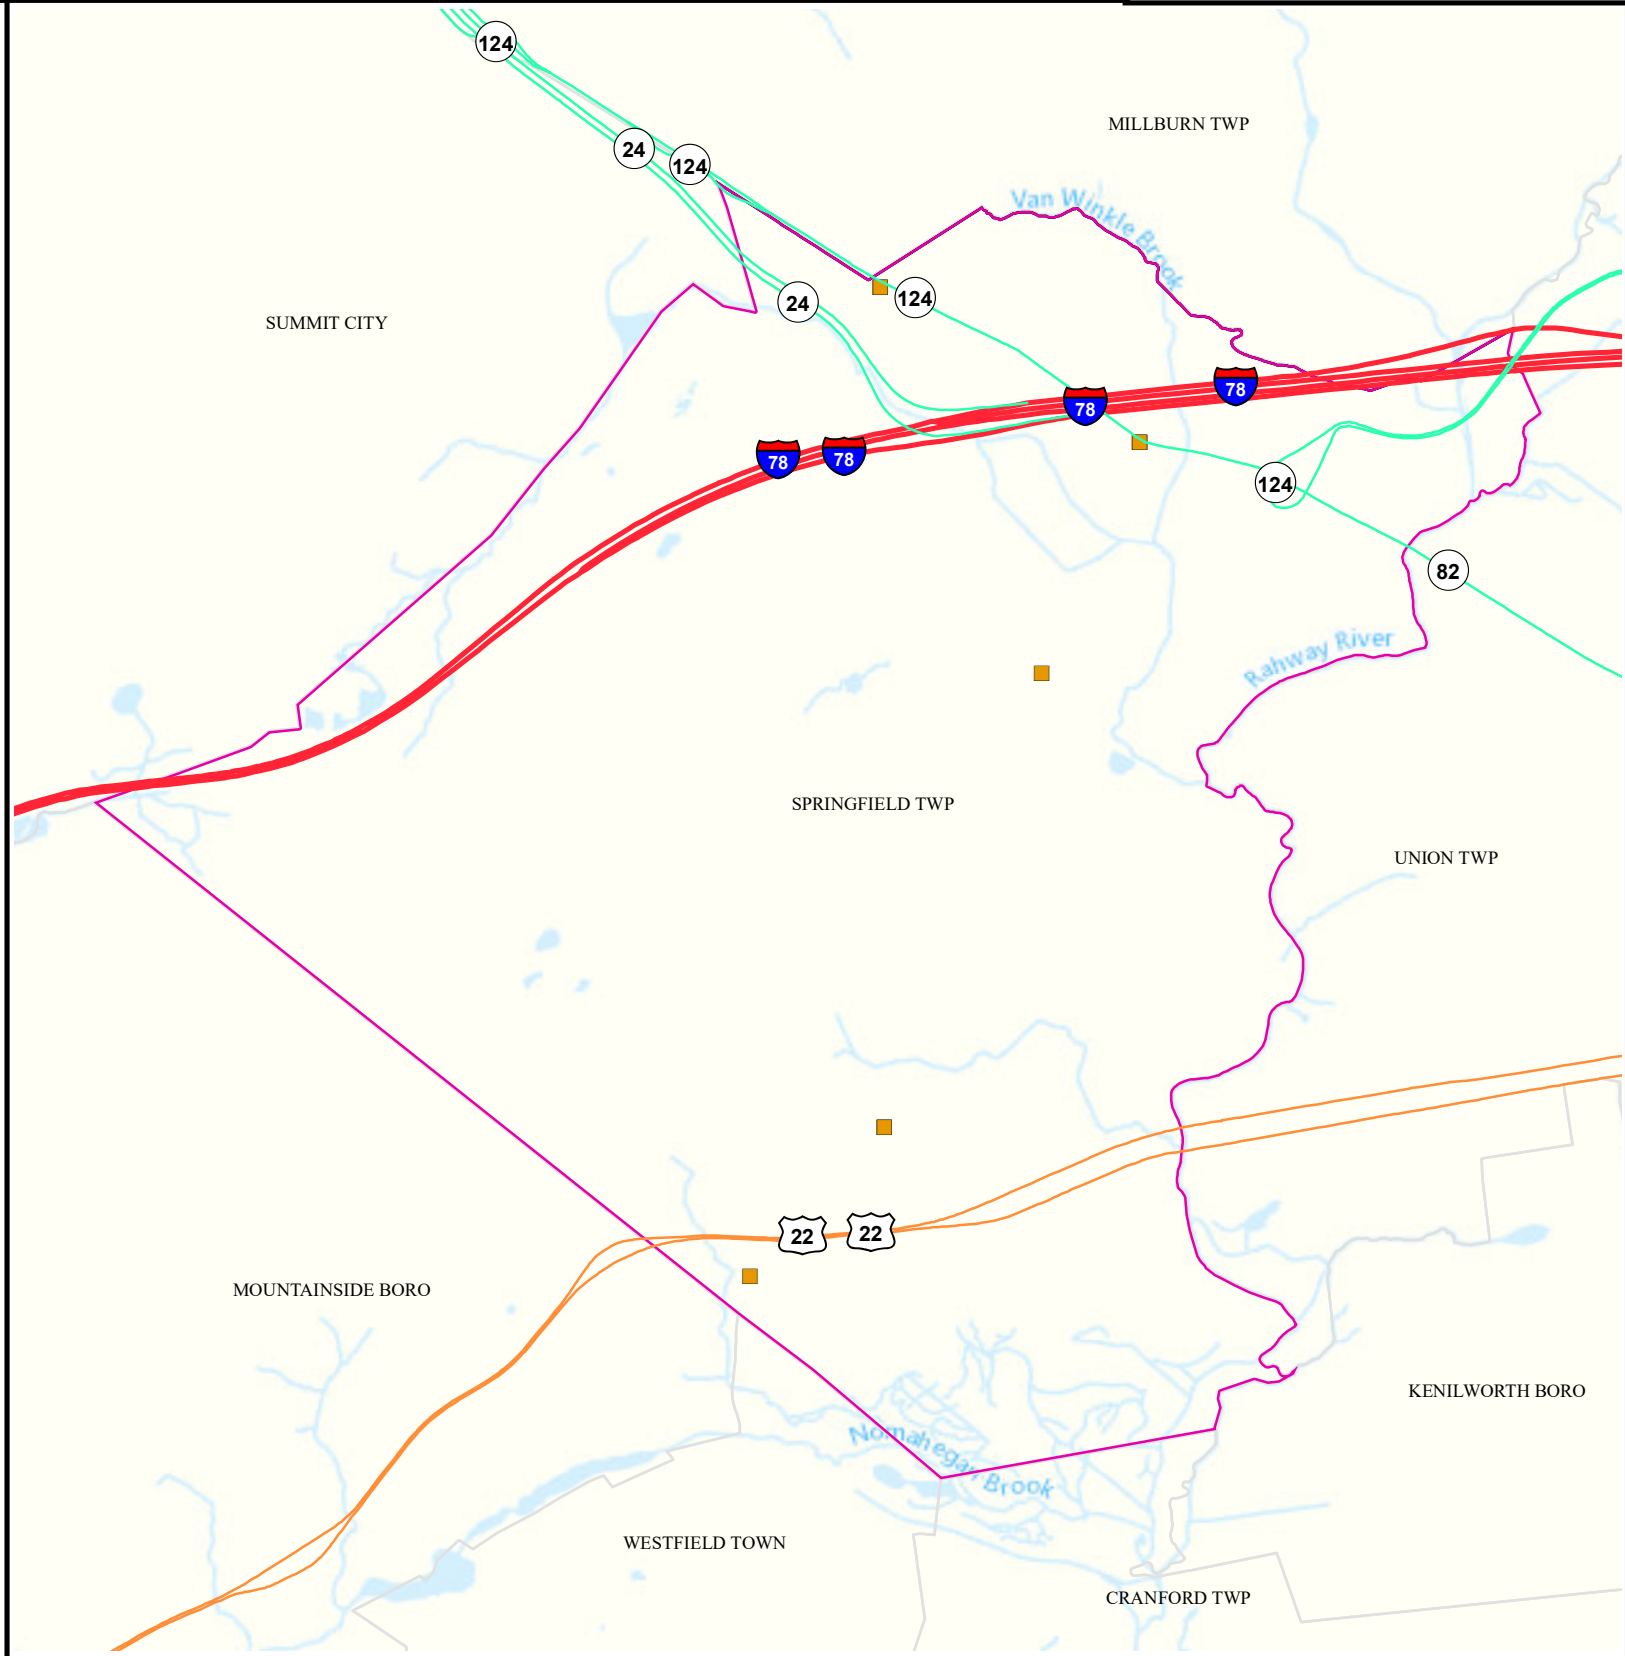 124
MILLBURN TWP
24
124
Van Winkle Brook
24
124
SUMMIT CITY
78
78
78
78
124
82
Rahway River
SPRINGFIELD TWP
UNION TWP
22
22
MOUNTAINSIDE BORO
KENILWORTH BORO
Nomahegan Brook
WESTFIELD TOWN
CRANFORD TWP